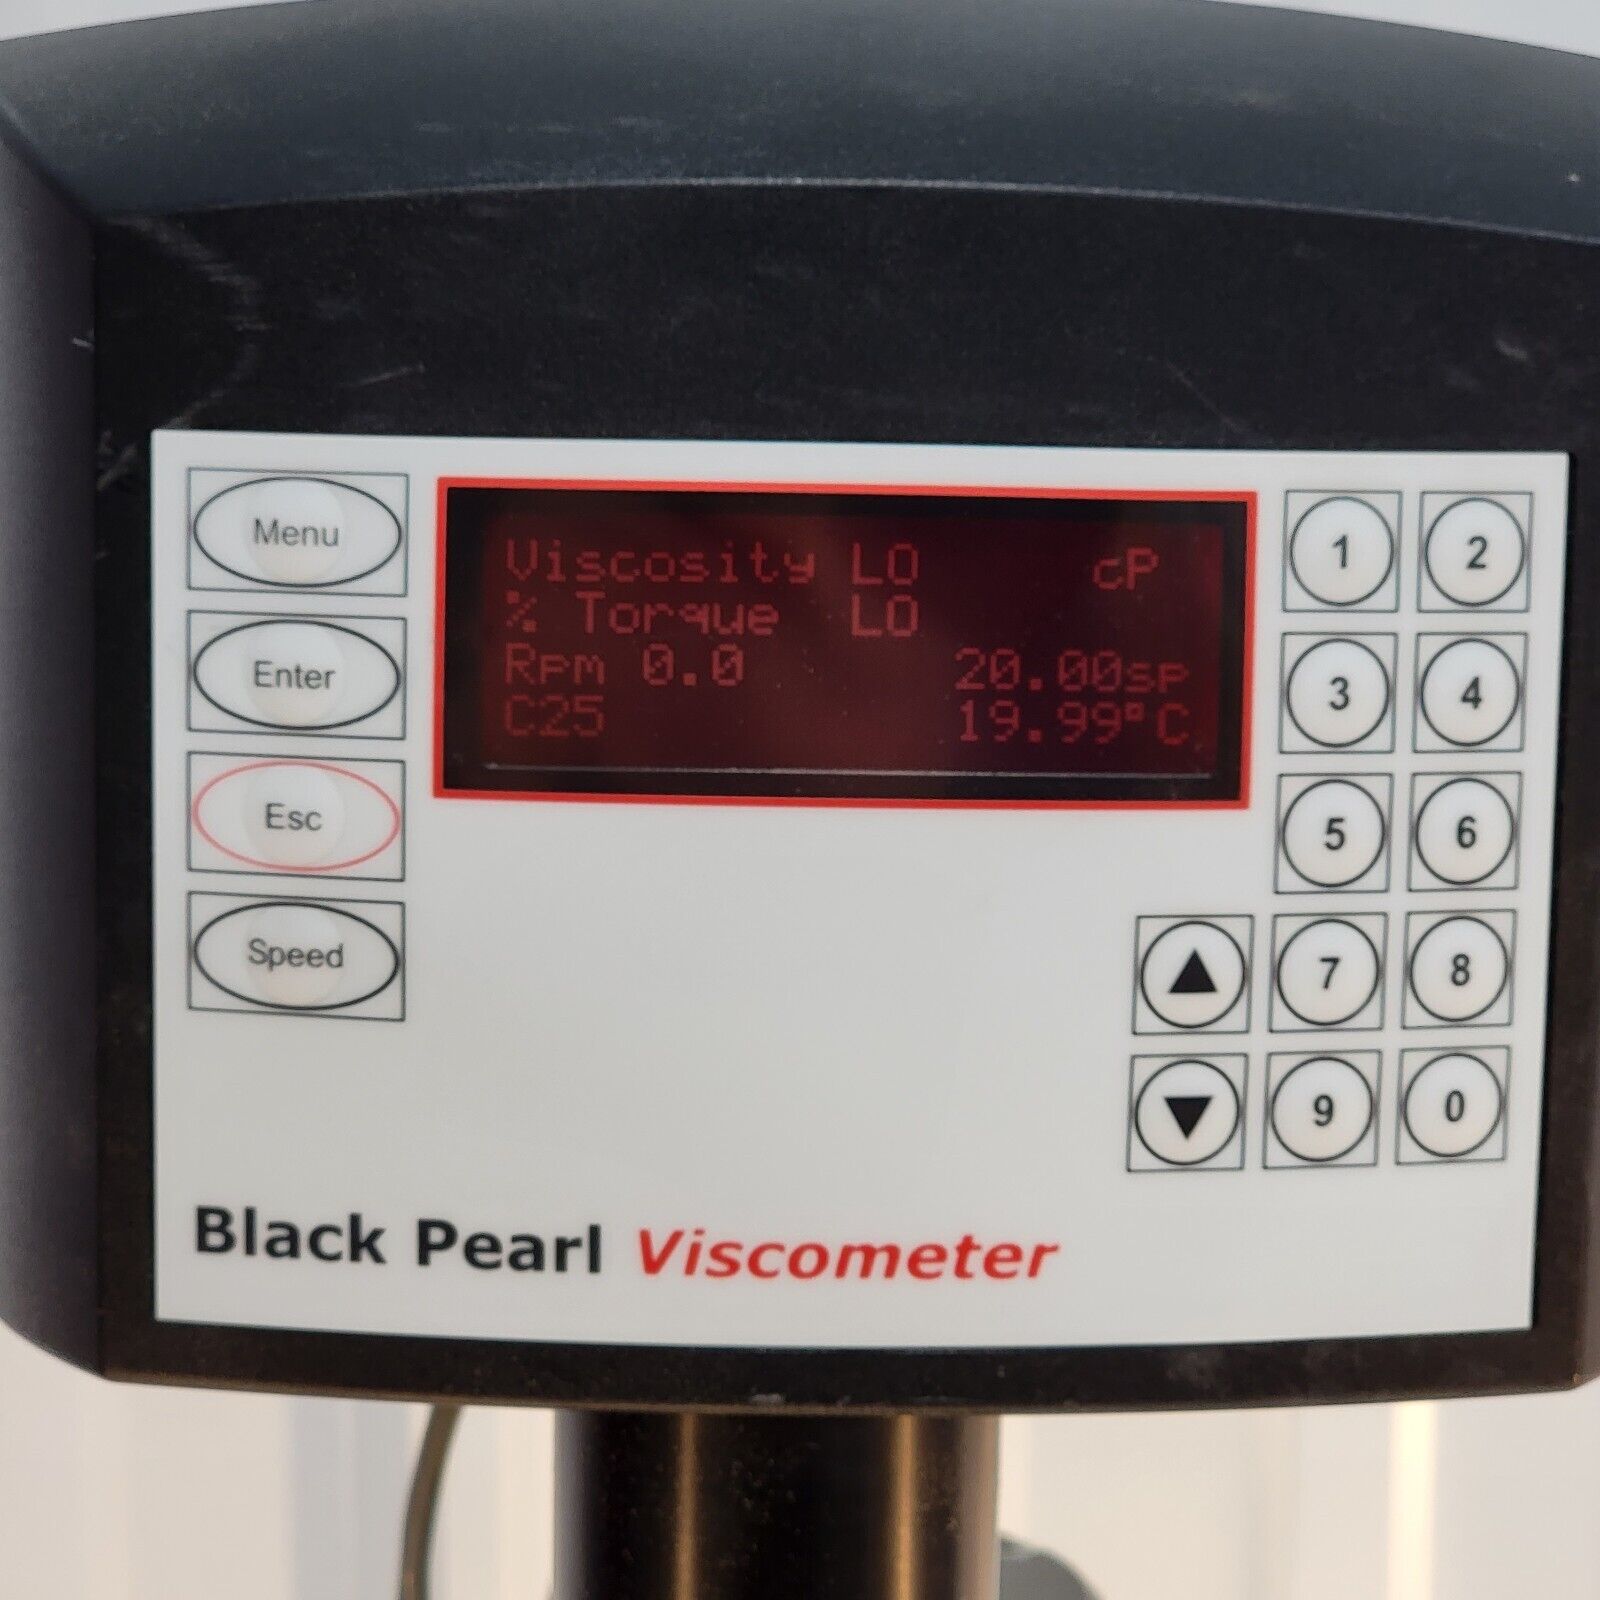 Menu
Enter
Esc
Speed
Viscosity LO cP
% Torque LO
Rpm 0.0 20.00sp
C25 19.99°C
1 2
3 4
5 6
▲ 7 8
▼ 9 0
Black Pearl Viscometer